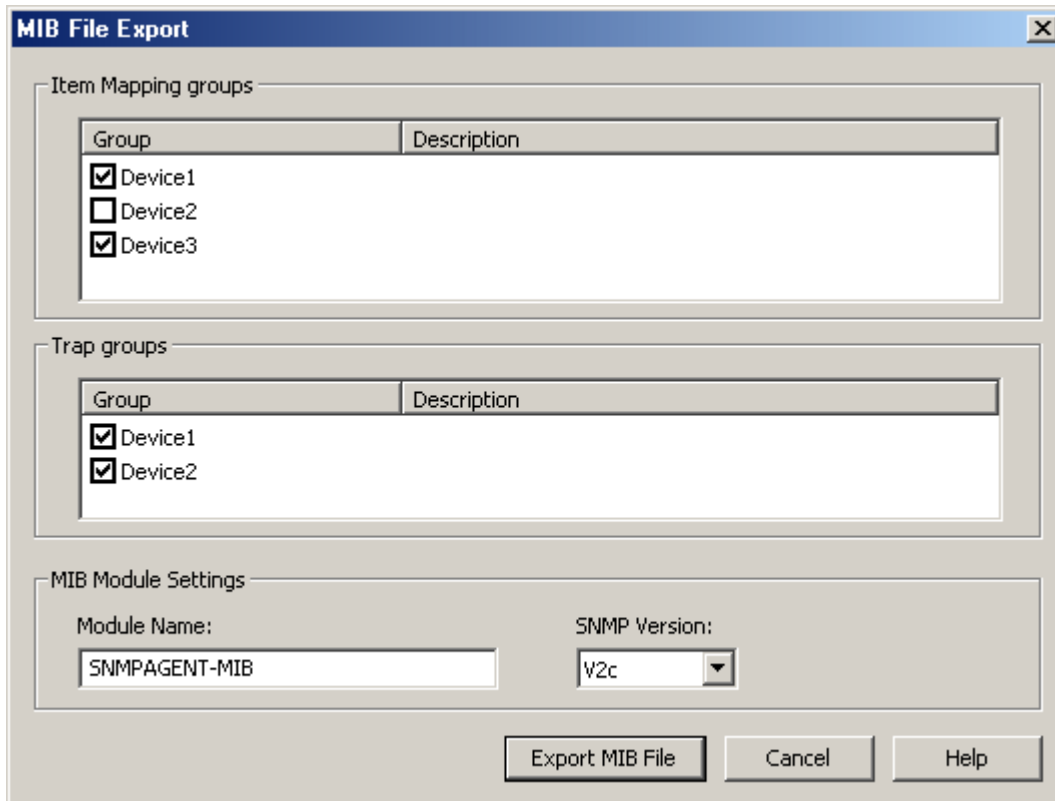 MIB File Export
Item Mapping groups
Group Description
Device1
Device2
Device3
Trap groups
Group Description
Device1
Device2
MIB Module Settings
Module Name: SNMP Version:
SNMPAGENT-MIB V2c
Export MIB File Cancel Help